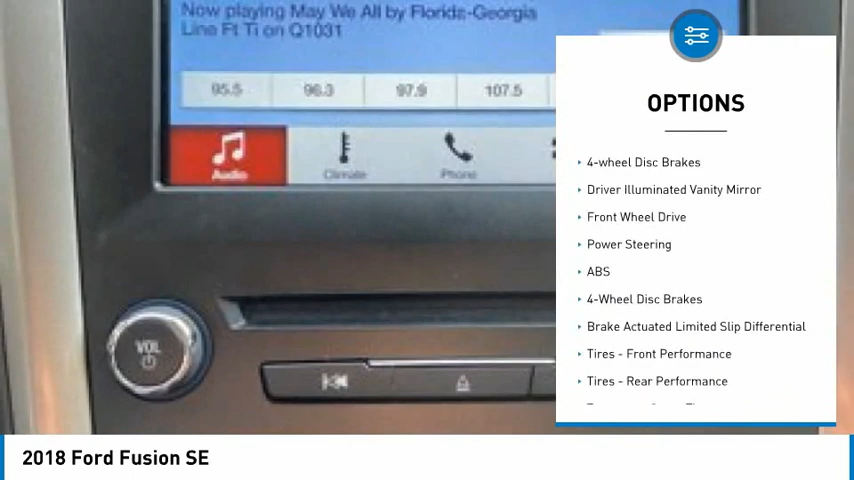 Now playing May We All by Florida-Georgia
Line Ft Ti on Q1031
95.5
96.3
97.9
107.5
Audio
Climate
Phone
VOL
OPTIONS
4-wheel Disc Brakes
Driver Illuminated Vanity Mirror
Front Wheel Drive
Power Steering
ABS
4-Wheel Disc Brakes
Brake Actuated Limited Slip Differential
Tires - Front Performance
Tires - Rear Performance
2018 Ford Fusion SE